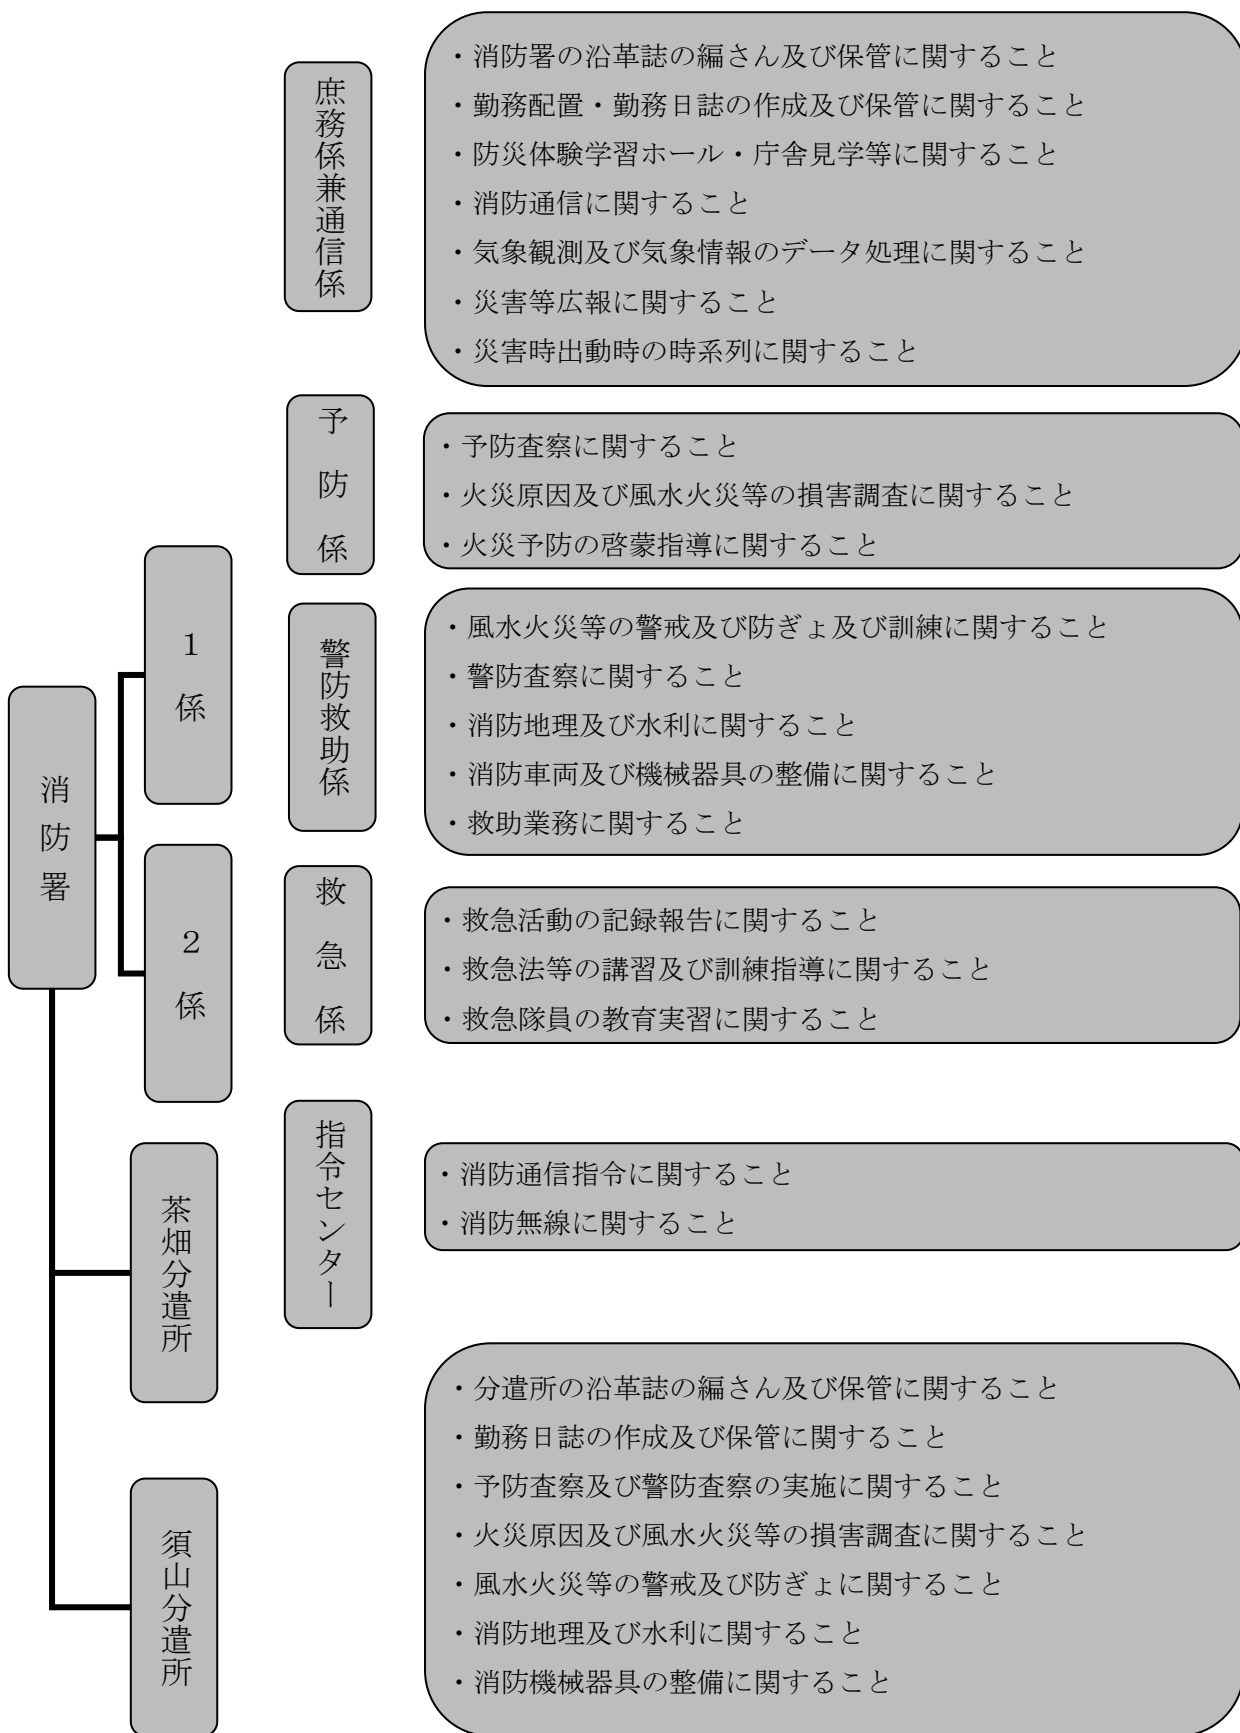 消防署
1係
2係
茶畑分遣所
須山分遣所
庶務係兼通信係
・消防署の沿革誌の編さん及び保管に関すること
・勤務配置・勤務日誌の作成及び保管に関すること
・防災体験学習ホール・庁舎見学等に関すること
・消防通信に関すること
・気象観測及び気象情報のデータ処理に関すること
・災害等広報に関すること
・災害時出動時の時系列に関すること
予防係
・予防査察に関すること
・火災原因及び風水火災等の損害調査に関すること
・火災予防の啓蒙指導に関すること
警防救助係
・風水火災等の警戒及び防ぎょ及び訓練に関すること
・警防査察に関すること
・消防地理及び水利に関すること
・消防車両及び機械器具の整備に関すること
・救助業務に関すること
救急係
・救急活動の記録報告に関すること
・救急法等の講習及び訓練指導に関すること
・救急隊員の教育実習に関すること
指令センター
・消防通信指令に関すること
・消防無線に関すること
・分遣所の沿革誌の編さん及び保管に関すること
・勤務日誌の作成及び保管に関すること
・予防査察及び警防査察の実施に関すること
・火災原因及び風水火災等の損害調査に関すること
・風水火災等の警戒及び防ぎょに関すること
・消防地理及び水利に関すること
・消防機械器具の整備に関すること